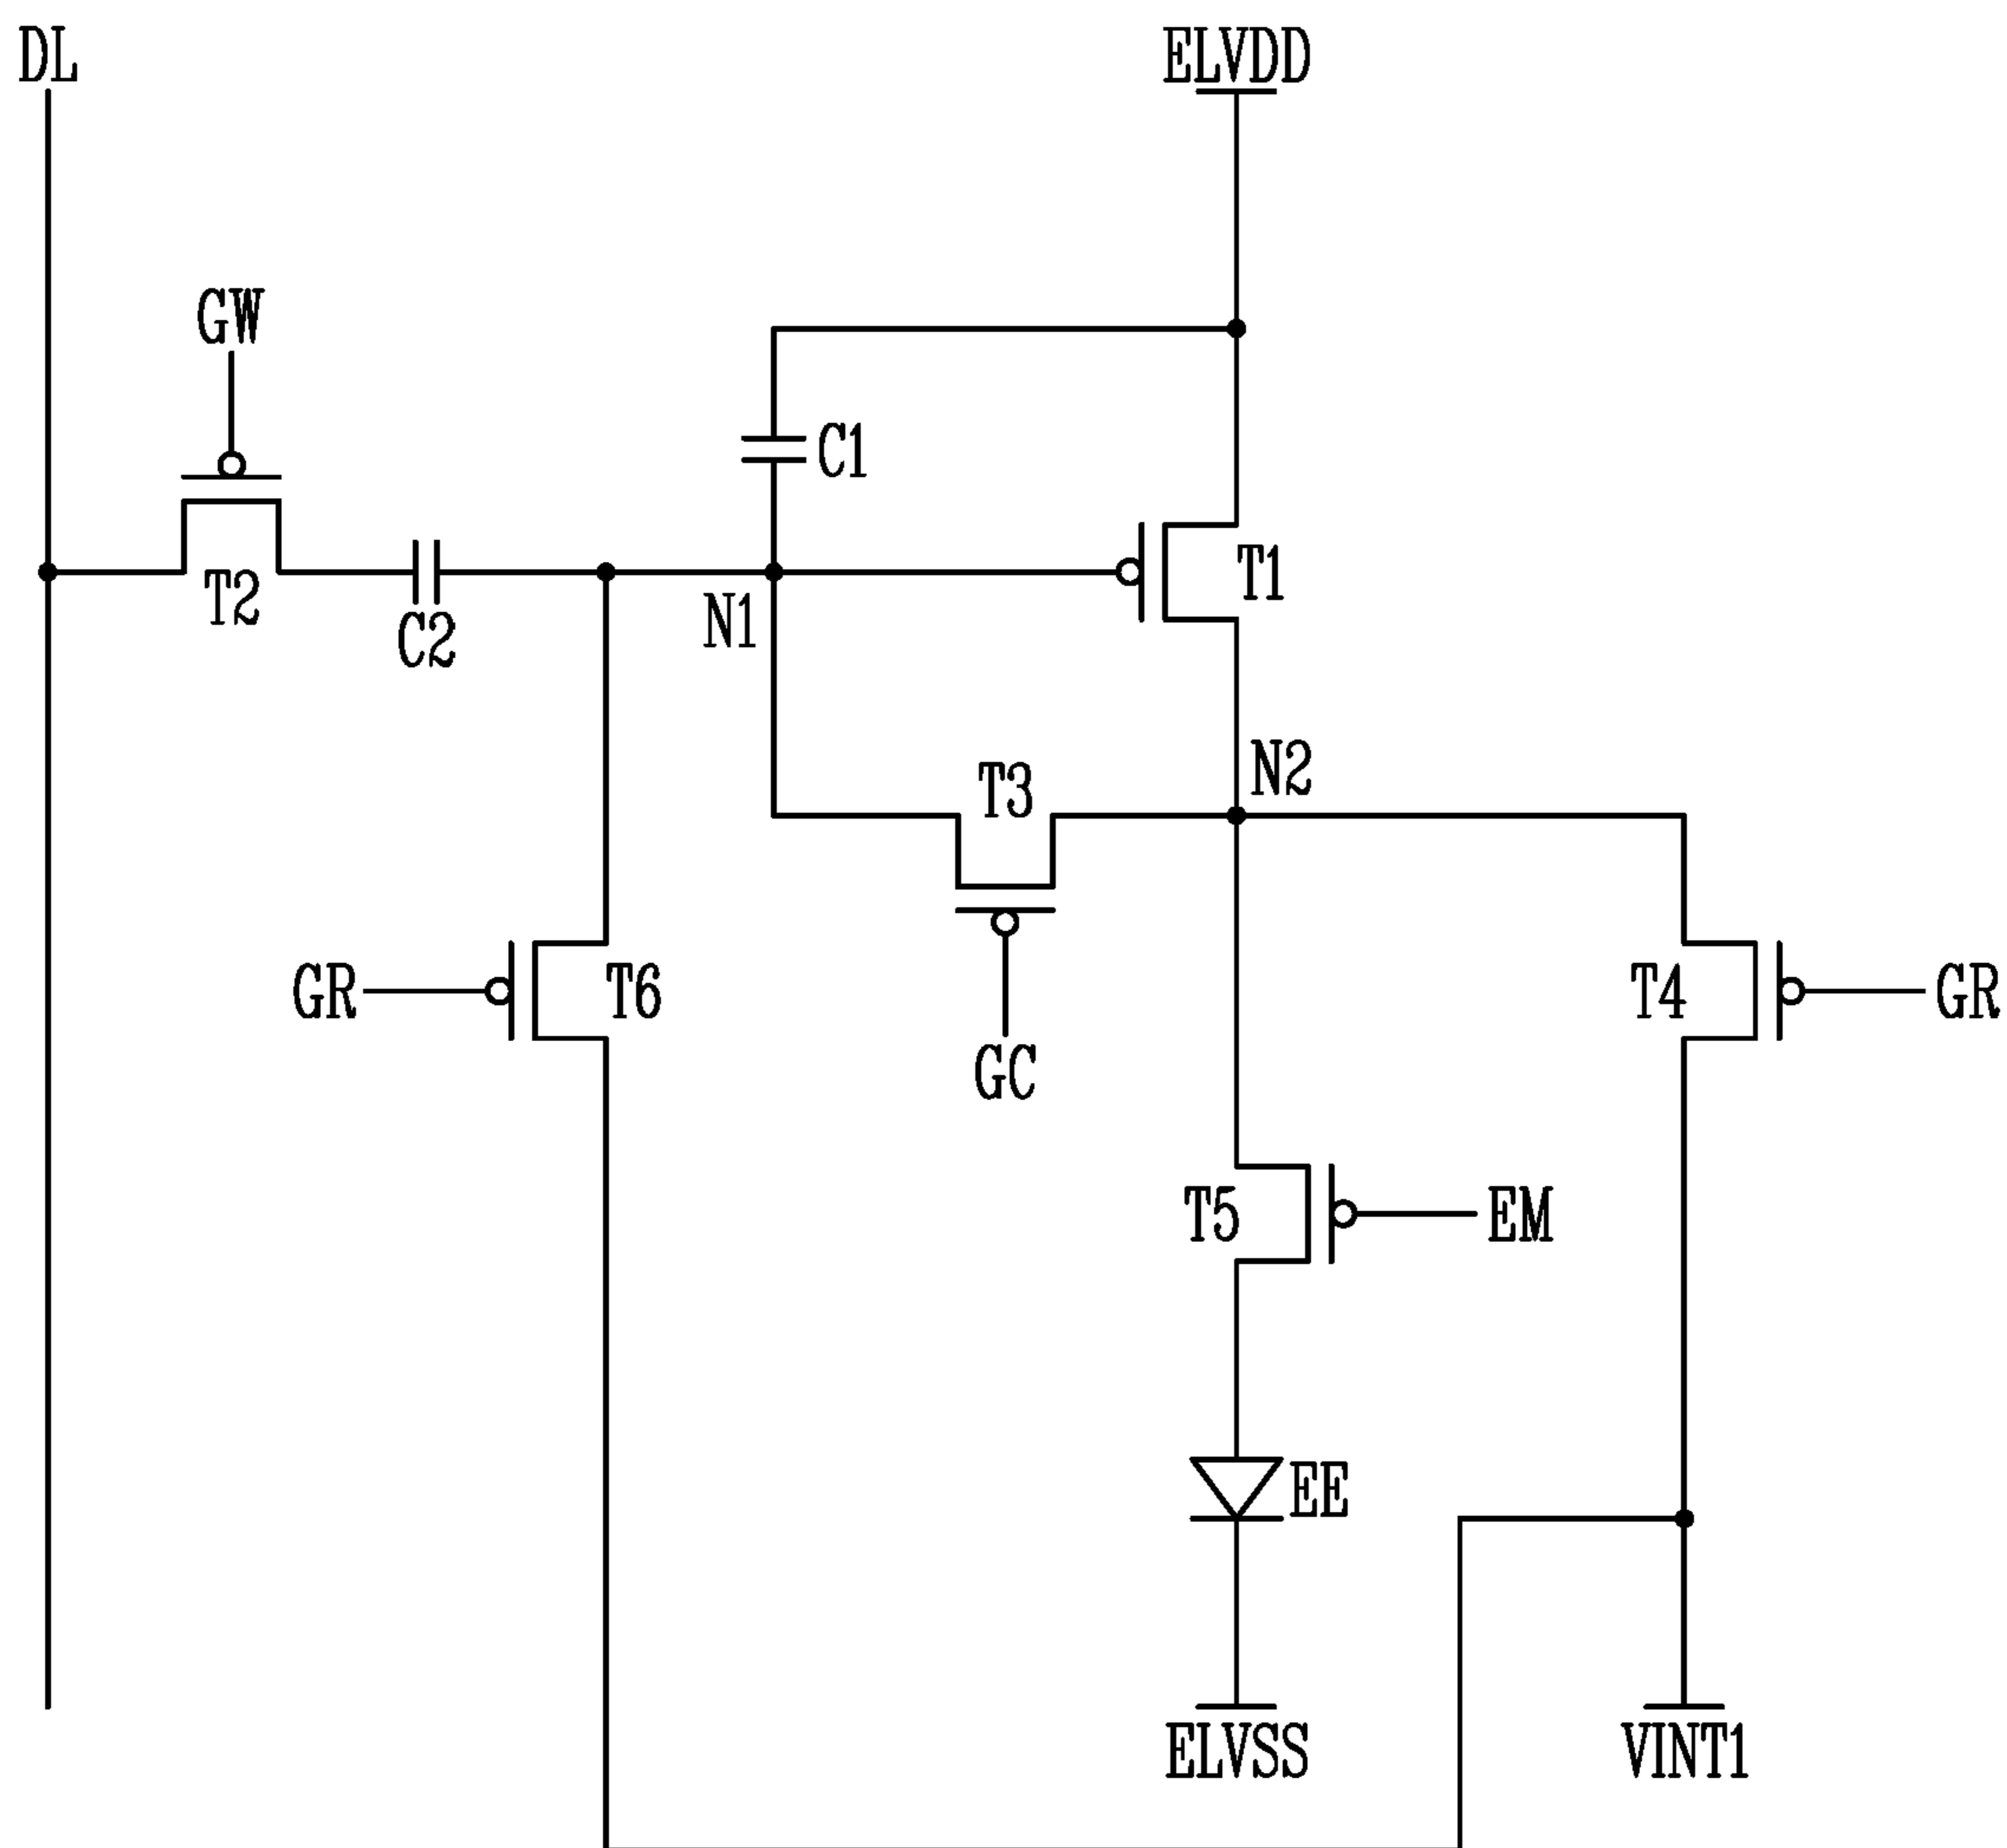 DL
ELVDD
GW
C1
T1
T2
N1
C2
N2
T3
GR
T6
T4
GR
GC
T5
EM
EE
ELVSS
VINT1